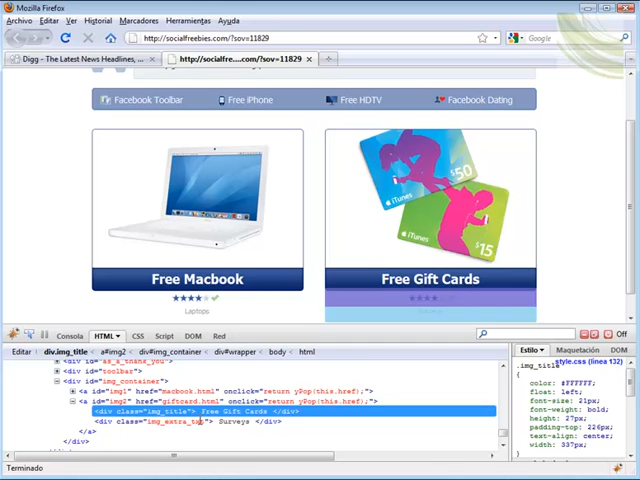 Mozilla Firefox
Archivo Editar Ver Historial Marcadores Herramientas Ayuda
http://socialfreebies.com/?sov=11829
Google
Digg - The Latest News Headlines, ...
http://socialfre....com/?sov=11829
Facebook Toolbar
Free iPhone
Free HDTV
Facebook Dating
$50
iTunes
iTunes
$15
Free Macbook
Free Gift Cards
Laptops
Consola HTML CSS Script DOM Red
Off
Editar div.img_title < a#img2 < div#img_container < div#wrapper < body < html
Estilo Maquetación DOM
<div id="as_a_thank_you">
<div id="toolbar">
<div id="img_container">
<a id="img1" href="macbook.html" onclick="return yPop(this.href);">
<a id="img2" href="giftcard.html" onclick="return yPop(this.href);">
<div class="img_title"> Free Gift Cards </div>
<div class="img_extra_txt"> Surveys </div>
</a>
</div>
style.css (línea 132)
.img_title
{
color: #FFFFFF;
float: left;
font-size: 21px;
font-weight: bold;
height: 27px;
padding-top: 226px;
text-align: center;
width: 337px;
Terminado